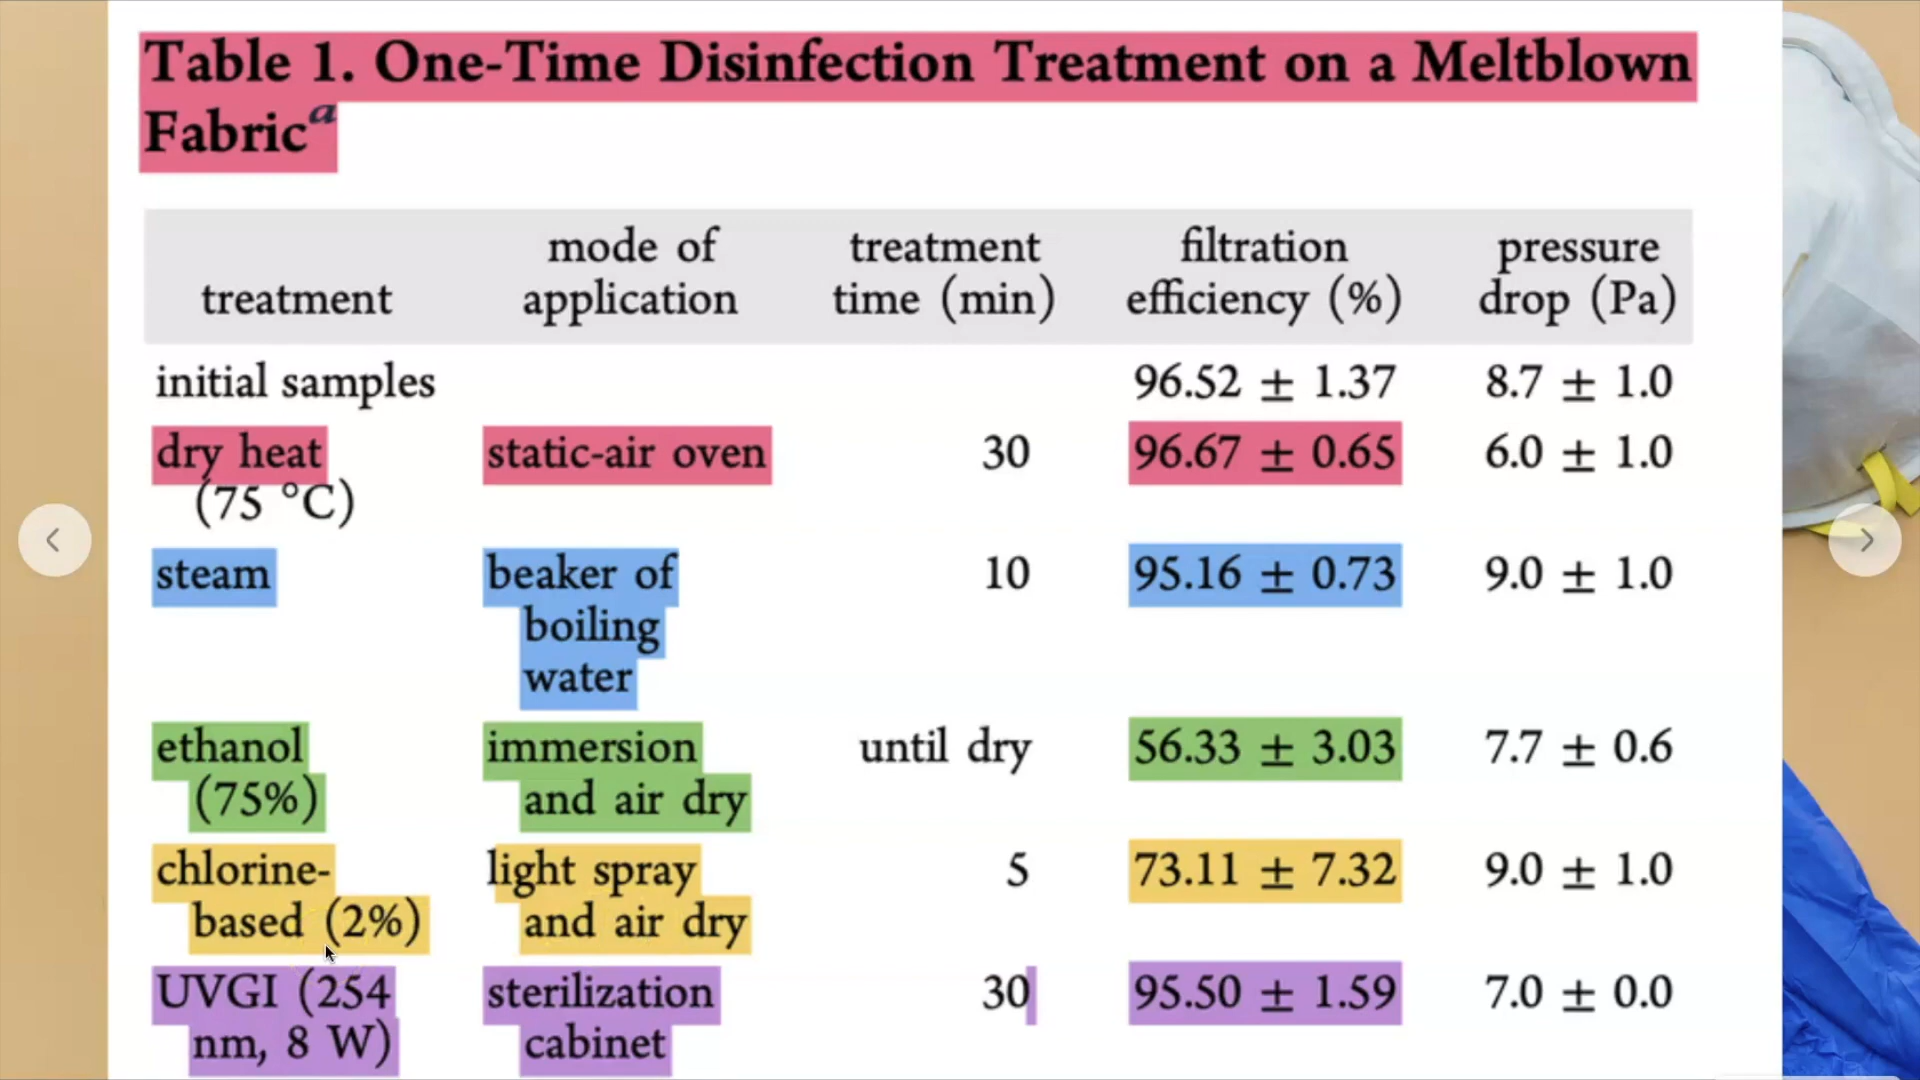 Table 1. One-Time Disinfection Treatment on a Meltblown
Fabric^a
treatment mode of application treatment time (min) filtration efficiency (%) pressure drop (Pa)
initial samples 96.52 ± 1.37 8.7 ± 1.0
dry heat (75 °C) static-air oven 30 96.67 ± 0.65 6.0 ± 1.0
steam beaker of boiling water 10 95.16 ± 0.73 9.0 ± 1.0
ethanol (75%) immersion and air dry until dry 56.33 ± 3.03 7.7 ± 0.6
chlorine-based (2%) light spray and air dry 5 73.11 ± 7.32 9.0 ± 1.0
UVGI (254 nm, 8 W) sterilization cabinet 30 95.50 ± 1.59 7.0 ± 0.0